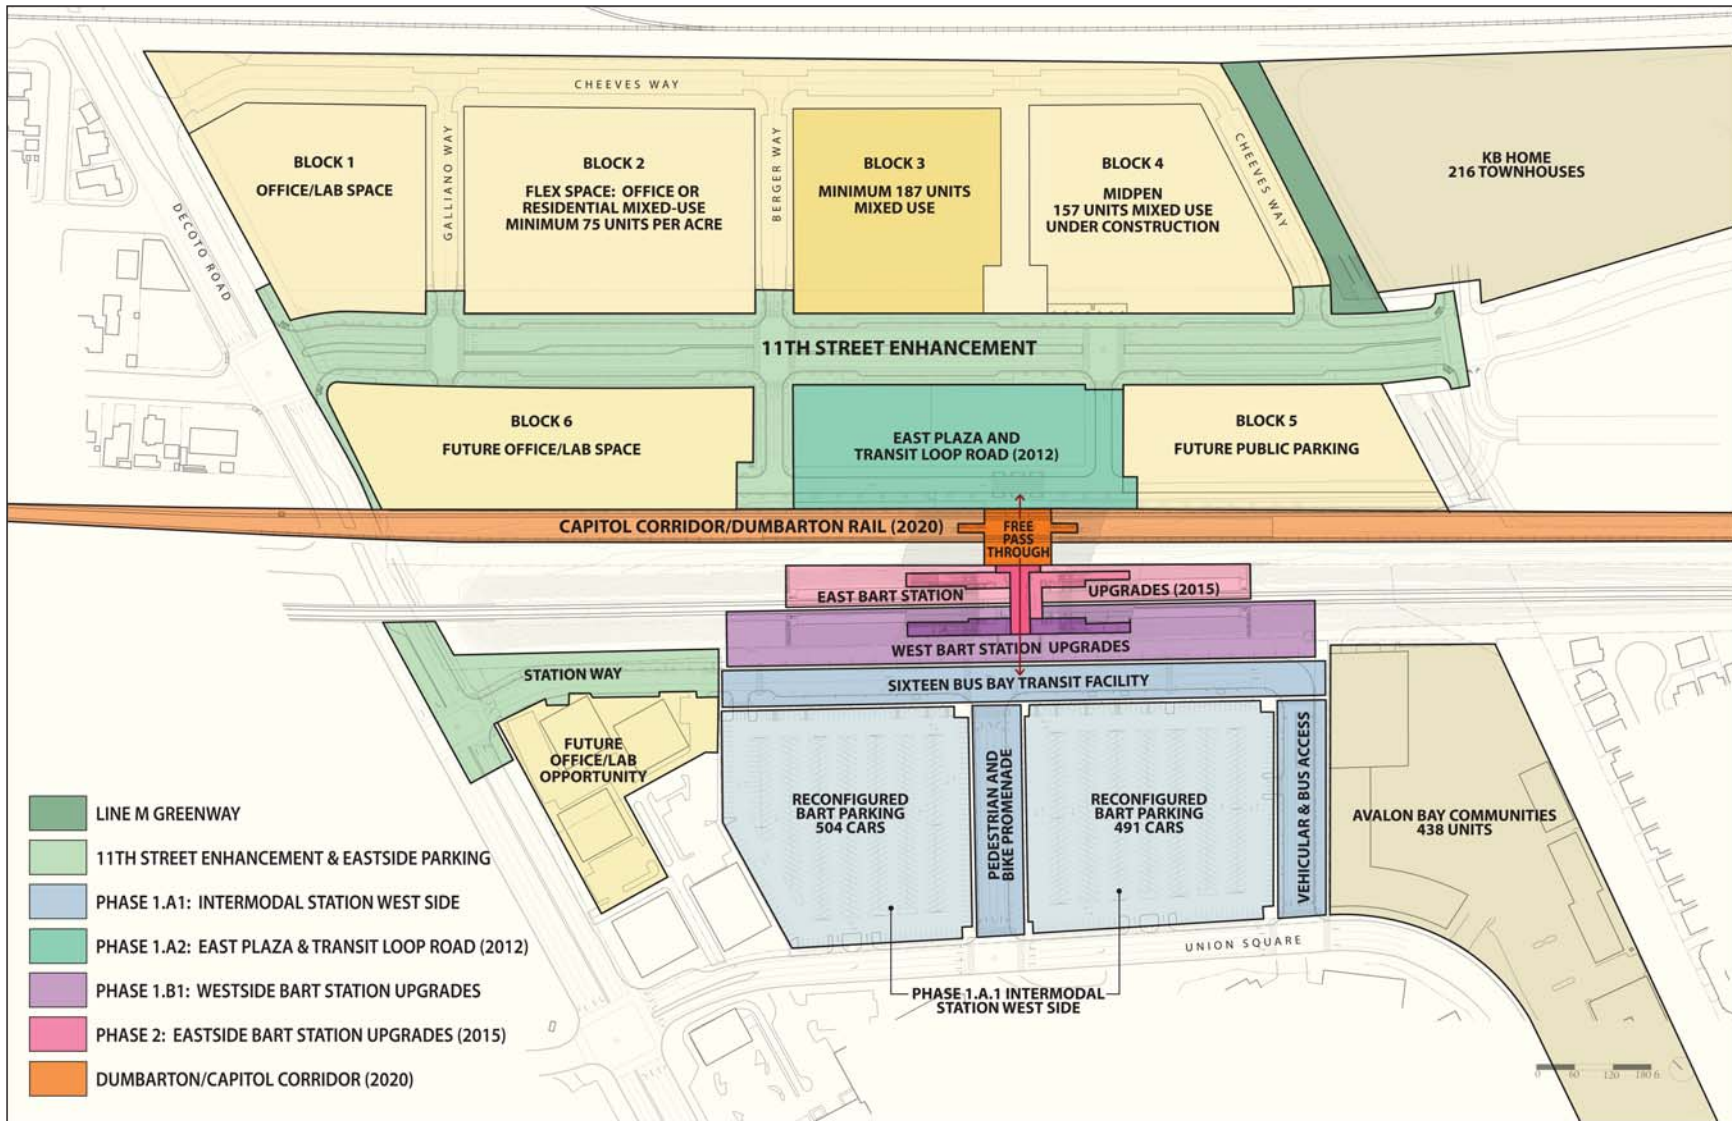 CHEEVES WAY
GALLIANO WAY
BERGER WAY
CHEEVES WAY
DECOTO ROAD
BLOCK 1
OFFICE/LAB SPACE
BLOCK 2
FLEX SPACE: OFFICE OR
RESIDENTIAL MIXED-USE
MINIMUM 75 UNITS PER ACRE
BLOCK 3
MINIMUM 187 UNITS
MIXED USE
BLOCK 4
MIDPEN
157 UNITS MIXED USE
UNDER CONSTRUCTION
KB HOME
216 TOWNHOUSES
11TH STREET ENHANCEMENT
BLOCK 6
FUTURE OFFICE/LAB SPACE
EAST PLAZA AND
TRANSIT LOOP ROAD (2012)
BLOCK 5
FUTURE PUBLIC PARKING
CAPITOL CORRIDOR/DUMBARTON RAIL (2020)
FREE
PASS
THROUGH
EAST BART STATION UPGRADES (2015)
WEST BART STATION UPGRADES
STATION WAY
SIXTEEN BUS BAY TRANSIT FACILITY
FUTURE
OFFICE/LAB
OPPORTUNITY
RECONFIGURED
BART PARKING
504 CARS
PEDESTRIAN AND
BIKE PROMENADE
RECONFIGURED
BART PARKING
491 CARS
VEHICULAR & BUS ACCESS
AVALON BAY COMMUNITIES
438 UNITS
UNION SQUARE
PHASE 1.A.1 INTERMODAL
STATION WEST SIDE
LINE M GREENWAY
11TH STREET ENHANCEMENT & EASTSIDE PARKING
PHASE 1.A1: INTERMODAL STATION WEST SIDE
PHASE 1.A2: EAST PLAZA & TRANSIT LOOP ROAD (2012)
PHASE 1.B1: WESTSIDE BART STATION UPGRADES
PHASE 2: EASTSIDE BART STATION UPGRADES (2015)
DUMBARTON/CAPITOL CORRIDOR (2020)
0 60 120 180 ft.